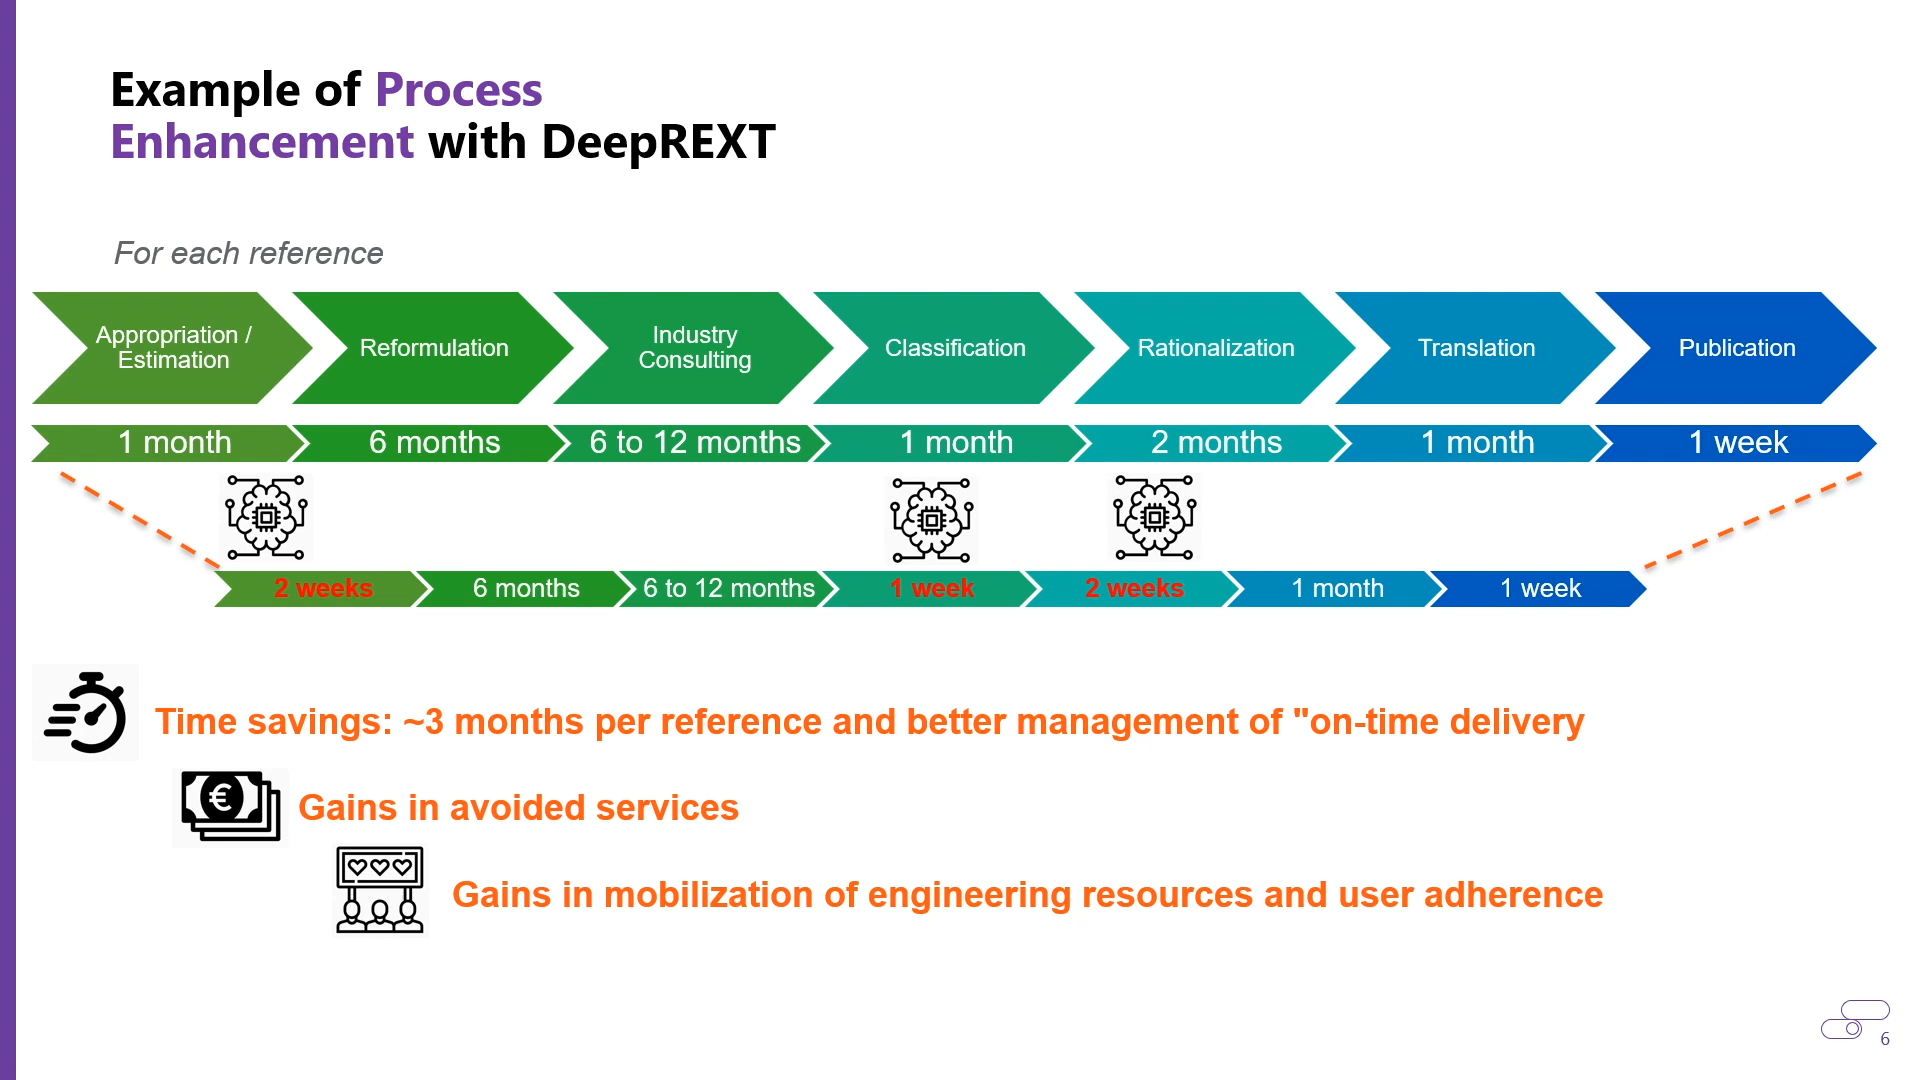 Example of Process
Enhancement with DeepREXT
For each reference
Appropriation /
Estimation
Reformulation
Industry
Consulting
Classification
Rationalization
Translation
Publication
1 month
6 months
6 to 12 months
1 month
2 months
1 month
1 week
2 weeks
6 months
6 to 12 months
1 week
2 weeks
1 month
1 week
Time savings: ~3 months per reference and better management of "on-time delivery
€
Gains in avoided services
Gains in mobilization of engineering resources and user adherence
6